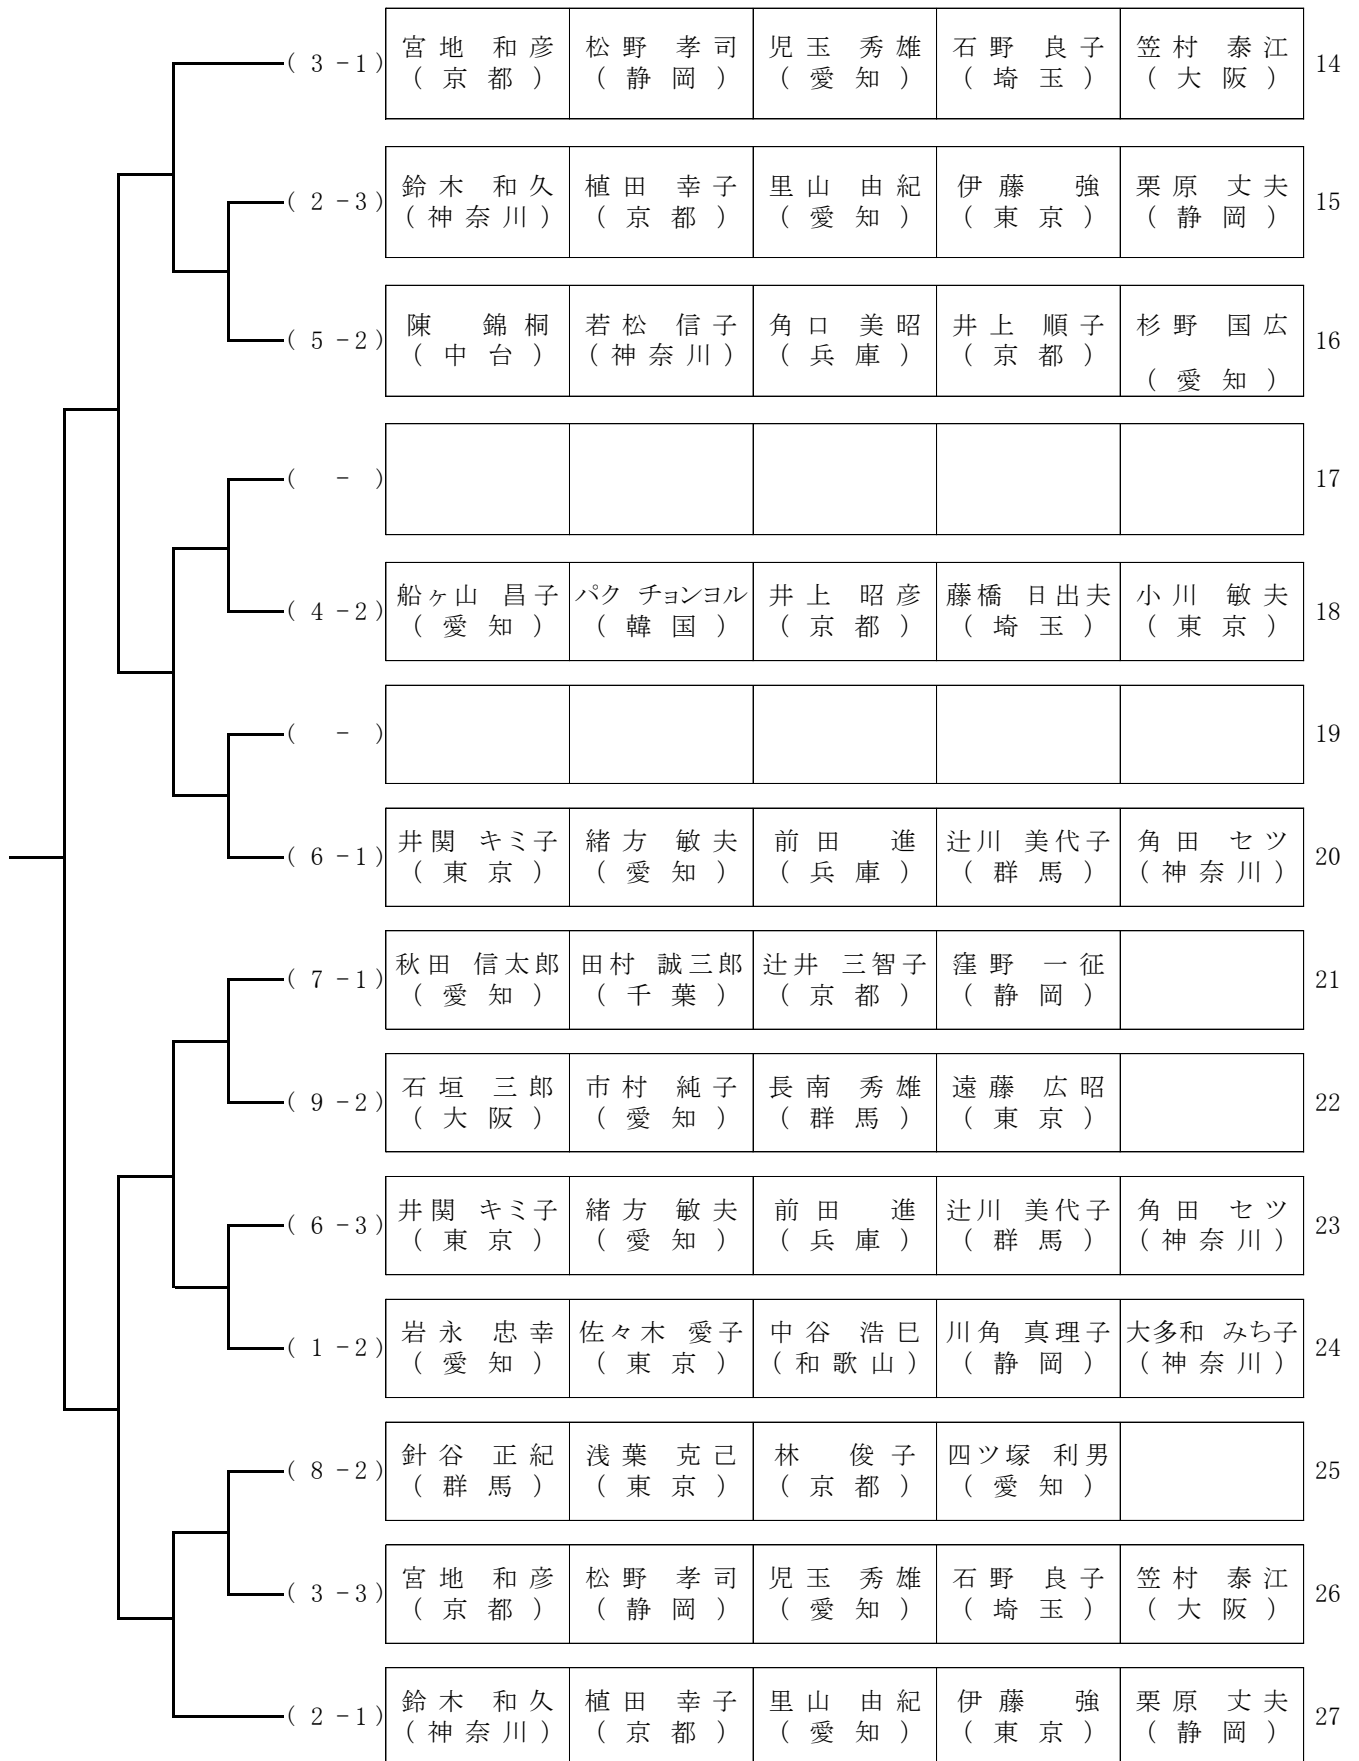 ( 3 -1) 宮地 和彦 松野 孝司 児玉 秀雄 石野 良子 笠村 泰江 14
( 京 都 ) ( 静 岡 ) ( 愛 知 ) ( 埼 玉 ) ( 大 阪 )
( 2 -3) 鈴木 和久 植田 幸子 里山 由紀 伊藤 強 栗原 丈夫 15
(神奈川) ( 京 都 ) ( 愛 知 ) ( 東 京 ) ( 静 岡 )
( 5 -2) 陳 錦桐 若松 信子 角口 美昭 井上 順子 杉野 国広 16
( 中 台 ) (神奈川) ( 兵 庫 ) ( 京 都 ) ( 愛 知 )
( - ) 17
( 4 -2) 船ヶ山 昌子 パク チョンヨル 井上 昭彦 藤橋 日出夫 小川 敏夫 18
( 愛 知 ) ( 韓 国 ) ( 京 都 ) ( 埼 玉 ) ( 東 京 )
( - ) 19
( 6 -1) 井関 キミ子 緒方 敏夫 前田 進 辻川 美代子 角田 セツ 20
( 東 京 ) ( 愛 知 ) ( 兵 庫 ) ( 群 馬 ) (神奈川)
( 7 -1) 秋田 信太郎 田村 誠三郎 辻井 三智子 窪野 一征 21
( 愛 知 ) ( 千 葉 ) ( 京 都 ) ( 静 岡 )
( 9 -2) 石垣 三郎 市村 純子 長南 秀雄 遠藤 広昭 22
( 大 阪 ) ( 愛 知 ) ( 群 馬 ) ( 東 京 )
( 6 -3) 井関 キミ子 緒方 敏夫 前田 進 辻川 美代子 角田 セツ 23
( 東 京 ) ( 愛 知 ) ( 兵 庫 ) ( 群 馬 ) (神奈川)
( 1 -2) 岩永 忠幸 佐々木 愛子 中谷 浩巳 川角 真理子 大多和 みち子 24
( 愛 知 ) ( 東 京 ) (和歌山) ( 静 岡 ) (神奈川)
( 8 -2) 針谷 正紀 浅葉 克己 林 俊子 四ツ塚 利男 25
( 群 馬 ) ( 東 京 ) ( 京 都 ) ( 愛 知 )
( 3 -3) 宮地 和彦 松野 孝司 児玉 秀雄 石野 良子 笠村 泰江 26
( 京 都 ) ( 静 岡 ) ( 愛 知 ) ( 埼 玉 ) ( 大 阪 )
( 2 -1) 鈴木 和久 植田 幸子 里山 由紀 伊藤 強 栗原 丈夫 27
(神奈川) ( 京 都 ) ( 愛 知 ) ( 東 京 ) ( 静 岡 )